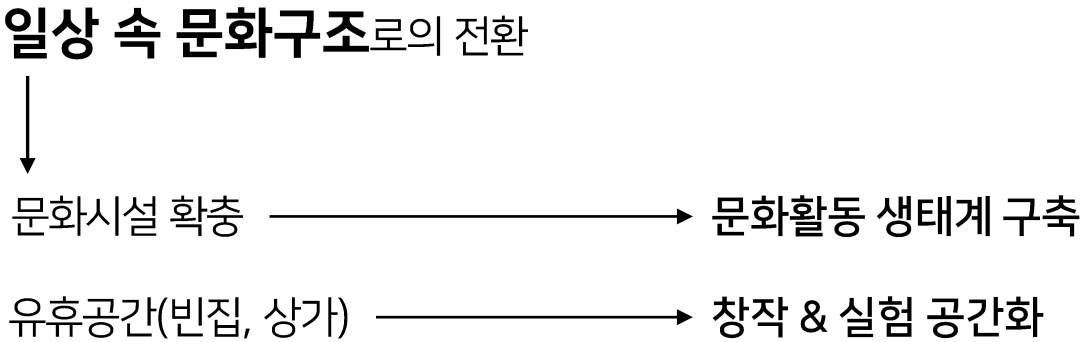 일상 속 문화구조로의 전환
문화시설 확충 문화활동 생태계 구축
유휴공간(빈집, 상가) 창작 & 실험 공간화